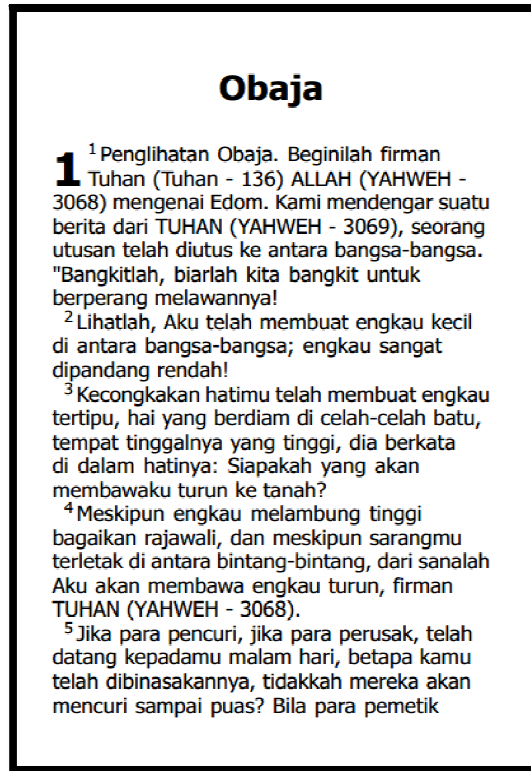 Obaja
1 ¹ Penglihatan Obaja. Beginilah firman
Tuhan (Tuhan - 136) ALLAH (YAHWEH -
3068) mengenai Edom. Kami mendengar suatu
berita dari TUHAN (YAHWEH - 3069), seorang
utusan telah diutus ke antara bangsa-bangsa.
"Bangkitlah, biarlah kita bangkit untuk
berperang melawannya!
² Lihatlah, Aku telah membuat engkau kecil
di antara bangsa-bangsa; engkau sangat
dipandang rendah!
³ Kecongkakan hatimu telah membuat engkau
tertipu, hai yang berdiam di celah-celah batu,
tempat tinggalnya yang tinggi, dia berkata
di dalam hatinya: Siapakah yang akan
membawaku turun ke tanah?
⁴ Meskipun engkau melambung tinggi
bagaikan rajawali, dan meskipun sarangmu
terletak di antara bintang-bintang, dari sanalah
Aku akan membawa engkau turun, firman
TUHAN (YAHWEH - 3068).
⁵ Jika para pencuri, jika para perusak, telah
datang kepadamu malam hari, betapa kamu
telah dibinasakannya, tidakkah mereka akan
mencuri sampai puas? Bila para pemetik